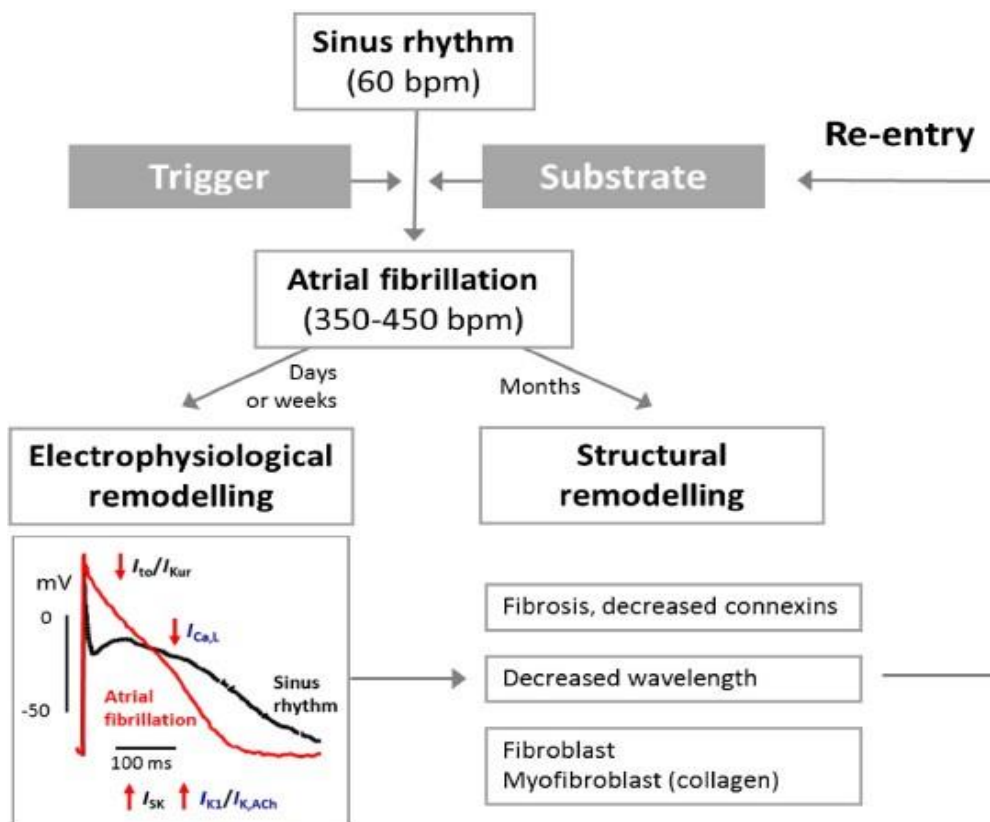 Sinus rhythm
(60 bpm)
Re-entry
Trigger
Substrate
Atrial fibrillation
(350-450 bpm)
Days
or weeks
Months
Electrophysiological
remodelling
Structural
remodelling
mV
0
-50
Ito/IKur
ICa,L
Sinus
rhythm
Atrial
fibrillation
100 ms
ISK
IK1/IK,ACh
Fibrosis, decreased connexins
Decreased wavelength
Fibroblast
Myofibroblast (collagen)